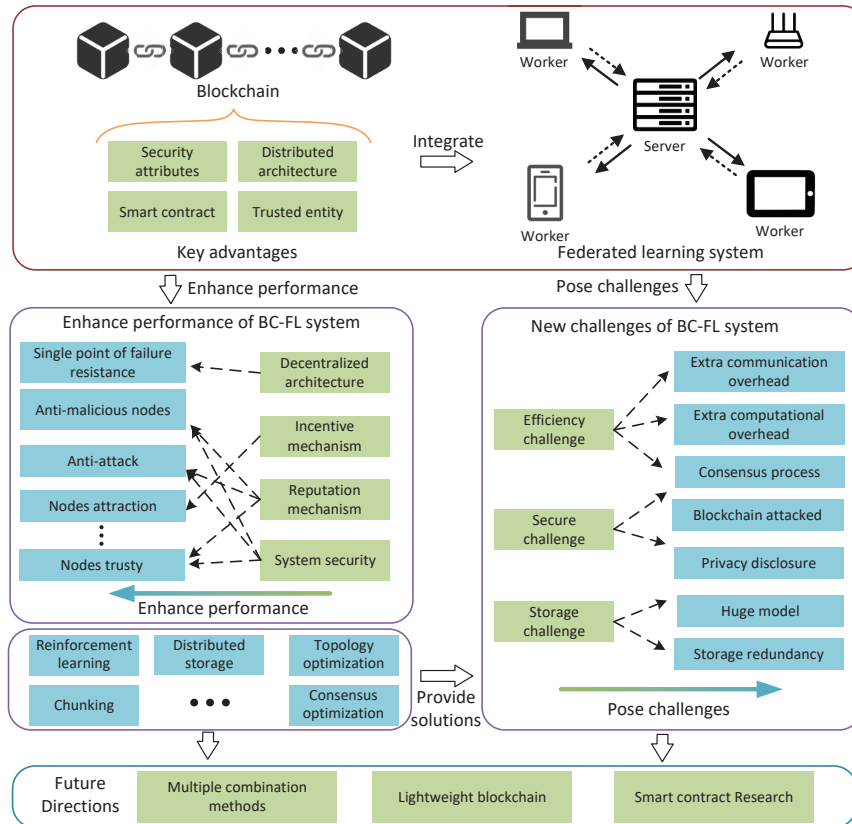 Blockchain
Security
attributes
Distributed
architecture
Smart contract
Trusted entity
Key advantages
Integrate
Worker
Worker
Server
Worker
Worker
Federated learning system
Enhance performance
Pose challenges
Enhance performance of BC-FL system
Single point of failure
resistance
Anti-malicious nodes
Anti-attack
Nodes attraction
Nodes trusty
Decentralized
architecture
Incentive
mechanism
Reputation
mechanism
System security
Enhance performance
New challenges of BC-FL system
Efficiency
challenge
Secure
challenge
Storage
challenge
Extra communication
overhead
Extra computational
overhead
Consensus process
Blockchain attacked
Privacy disclosure
Huge model
Storage redundancy
Pose challenges
Reinforcement
learning
Distributed
storage
Topology
optimization
Chunking
Consensus
optimization
Provide
solutions
Future
Directions
Multiple combination
methods
Lightweight blockchain
Smart contract Research